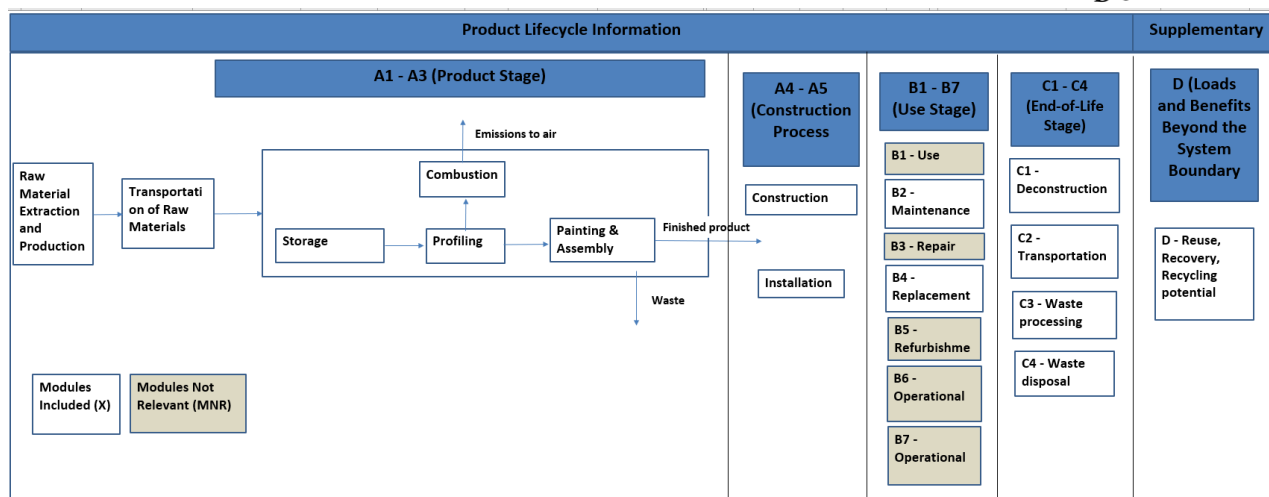 Product Lifecycle Information
Supplementary
A1 - A3 (Product Stage)
Raw
Material
Extraction
and
Production
Transportati
on of Raw
Materials
Emissions to air
Combustion
Storage
Profiling
Painting &
Assembly
Finished product
Waste
Modules
Included (X)
Modules Not
Relevant (MNR)
A4 - A5
(Construction
Process
Construction
Installation
B1 - B7
(Use Stage)
B1 - Use
B2 -
Maintenance
B3 - Repair
B4 -
Replacement
B5 -
Refurbishme
B6 -
Operational
B7 -
Operational
C1 - C4
(End-of-Life
Stage)
C1 -
Deconstruction
C2 -
Transportation
C3 - Waste
processing
C4 - Waste
disposal
D (Loads
and Benefits
Beyond the
System
Boundary
D - Reuse,
Recovery,
Recycling
potential